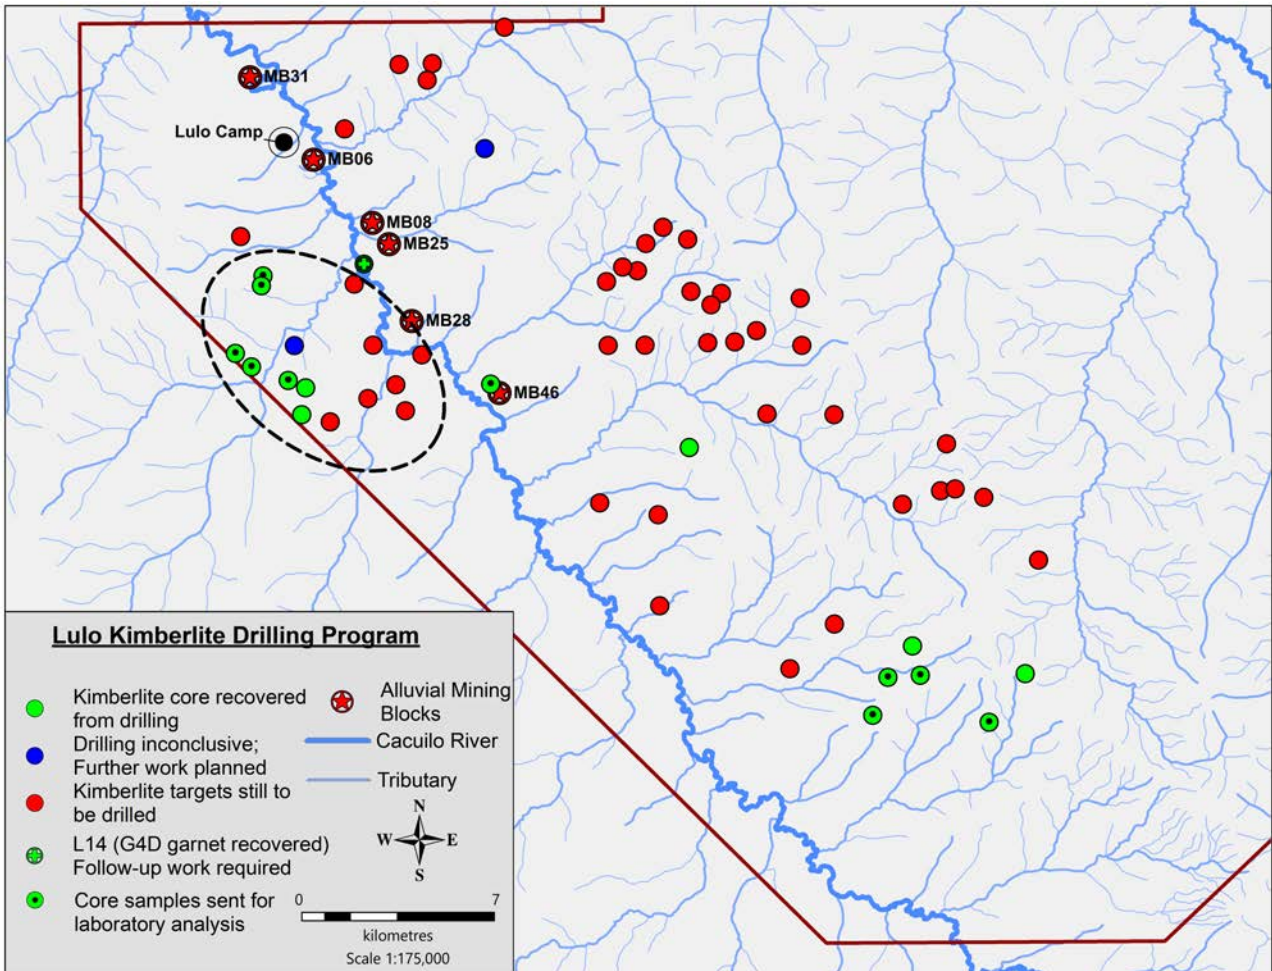 MB31
Lulo Camp
MB06
MB08
MB25
MB28
MB46
Lulo Kimberlite Drilling Program
Kimberlite core recovered
from drilling
Drilling inconclusive;
Further work planned
Kimberlite targets still to
be drilled
L14 (G4D garnet recovered)
Follow-up work required
Core samples sent for
laboratory analysis
Alluvial Mining
Blocks
Cacuilo River
Tributary
N
W E
S
0 7
kilometres
Scale 1:175,000